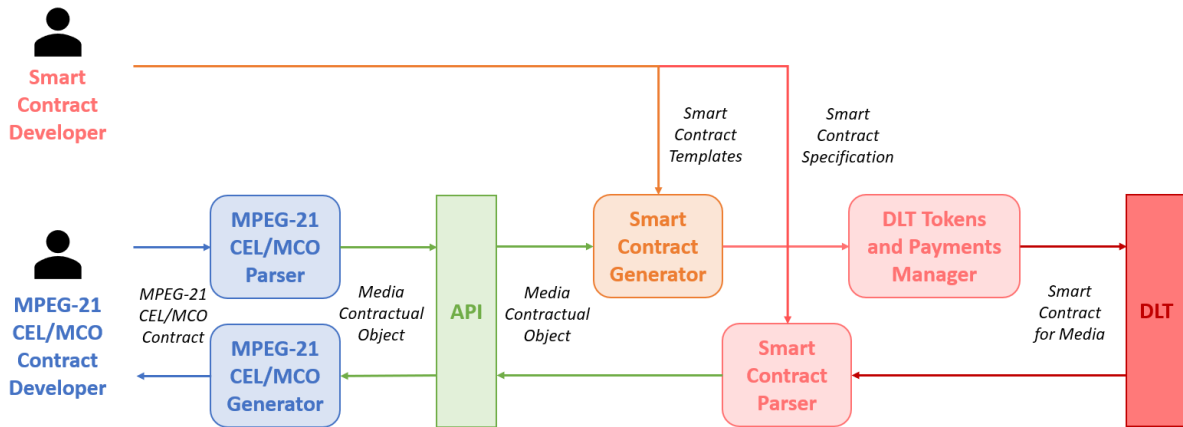 Smart
Contract
Developer
Smart
Contract
Templates
Smart
Contract
Specification
MPEG-21
CEL/MCO
Contract
Developer
MPEG-21
CEL/MCO
Parser
MPEG-21
CEL/MCO
Contract
MPEG-21
CEL/MCO
Generator
Media
Contractual
Object
API
Media
Contractual
Object
Smart
Contract
Generator
Smart
Contract
Parser
DLT Tokens
and Payments
Manager
Smart
Contract
for Media
DLT